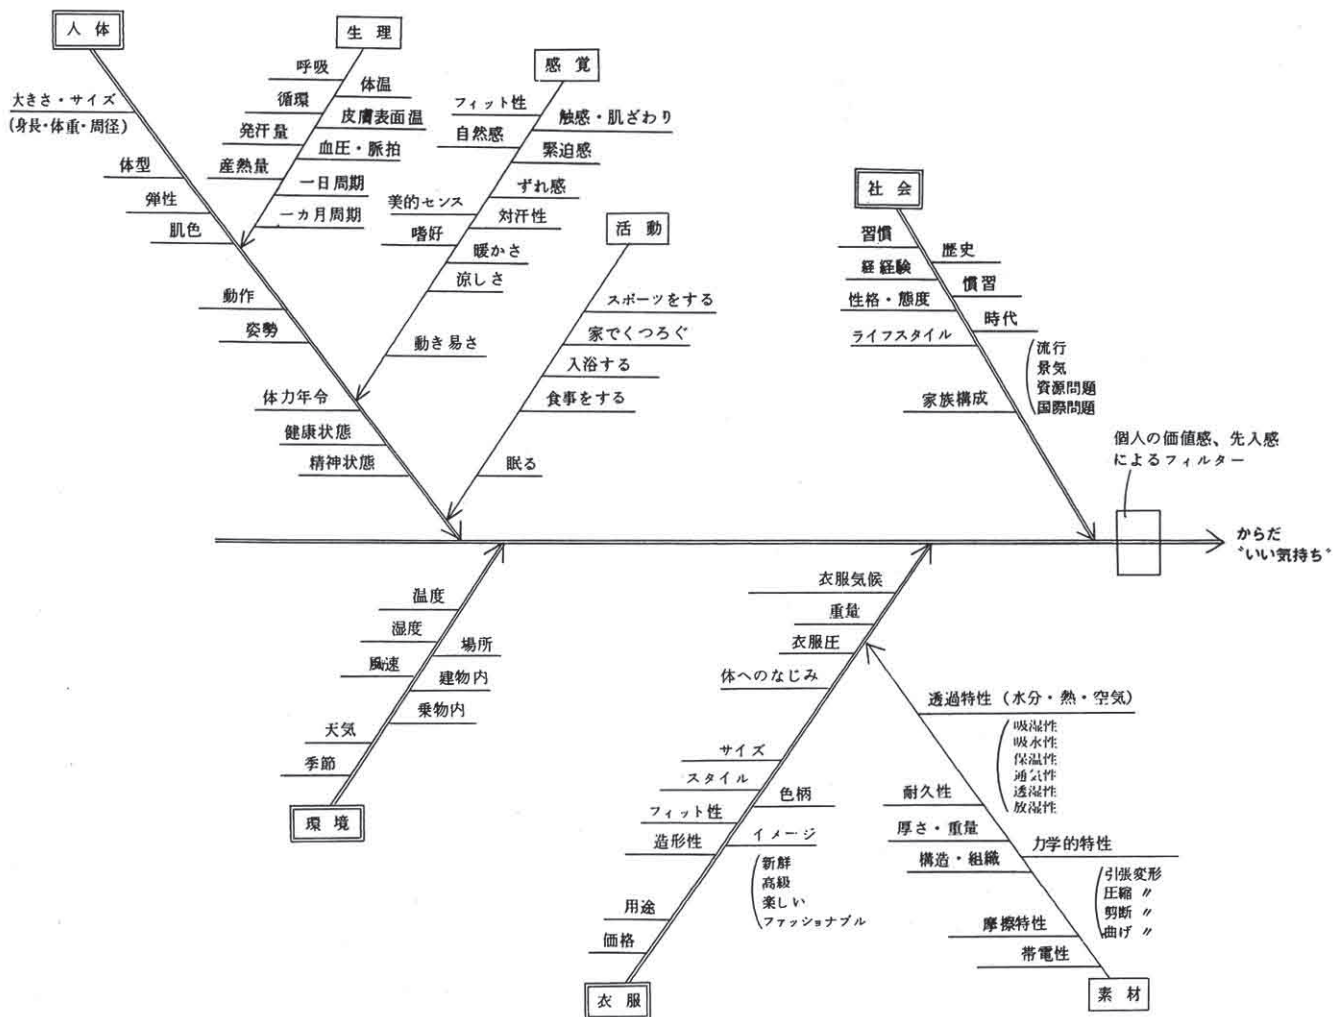 人体
大きさ・サイズ
(身長・体重・周径)
体型
弾性
肌色
動作
姿勢
体力年令
健康状態
精神状態
生理
呼吸
循環
発汗量
産熱量
体温
皮膚表面温
血圧・脈拍
一日周期
一カ月周期
感覚
フィット性
自然感
美的センス
嗜好
触感・肌ざわり
緊迫感
ずれ感
対汗性
暖かさ
涼しさ
動き易さ
活動
スポーツをする
家でくつろぐ
入浴する
食事をする
眠る
社会
習慣
経経験
性格・態度
ライフスタイル
家族構成
歴史
慣習
時代
流行
景気
資源問題
国際問題
個人の価値感、先入感
によるフィルター
からだ
"いい気持ち"
温度
湿度
風速
天気
季節
場所
建物内
乗物内
環境
衣服気候
重量
衣服圧
体へのなじみ
サイズ
スタイル
フィット性
造形性
用途
価格
色柄
イメージ
新鮮
高級
楽しい
ファッショナブル
衣服
透過特性(水分・熱・空気)
吸湿性
吸水性
保温性
通気性
透湿性
放湿性
耐久性
厚さ・重量
構造・組織
摩擦特性
帯電性
力学的特性
引張変形
圧縮 〃
剪断 〃
曲げ 〃
素材